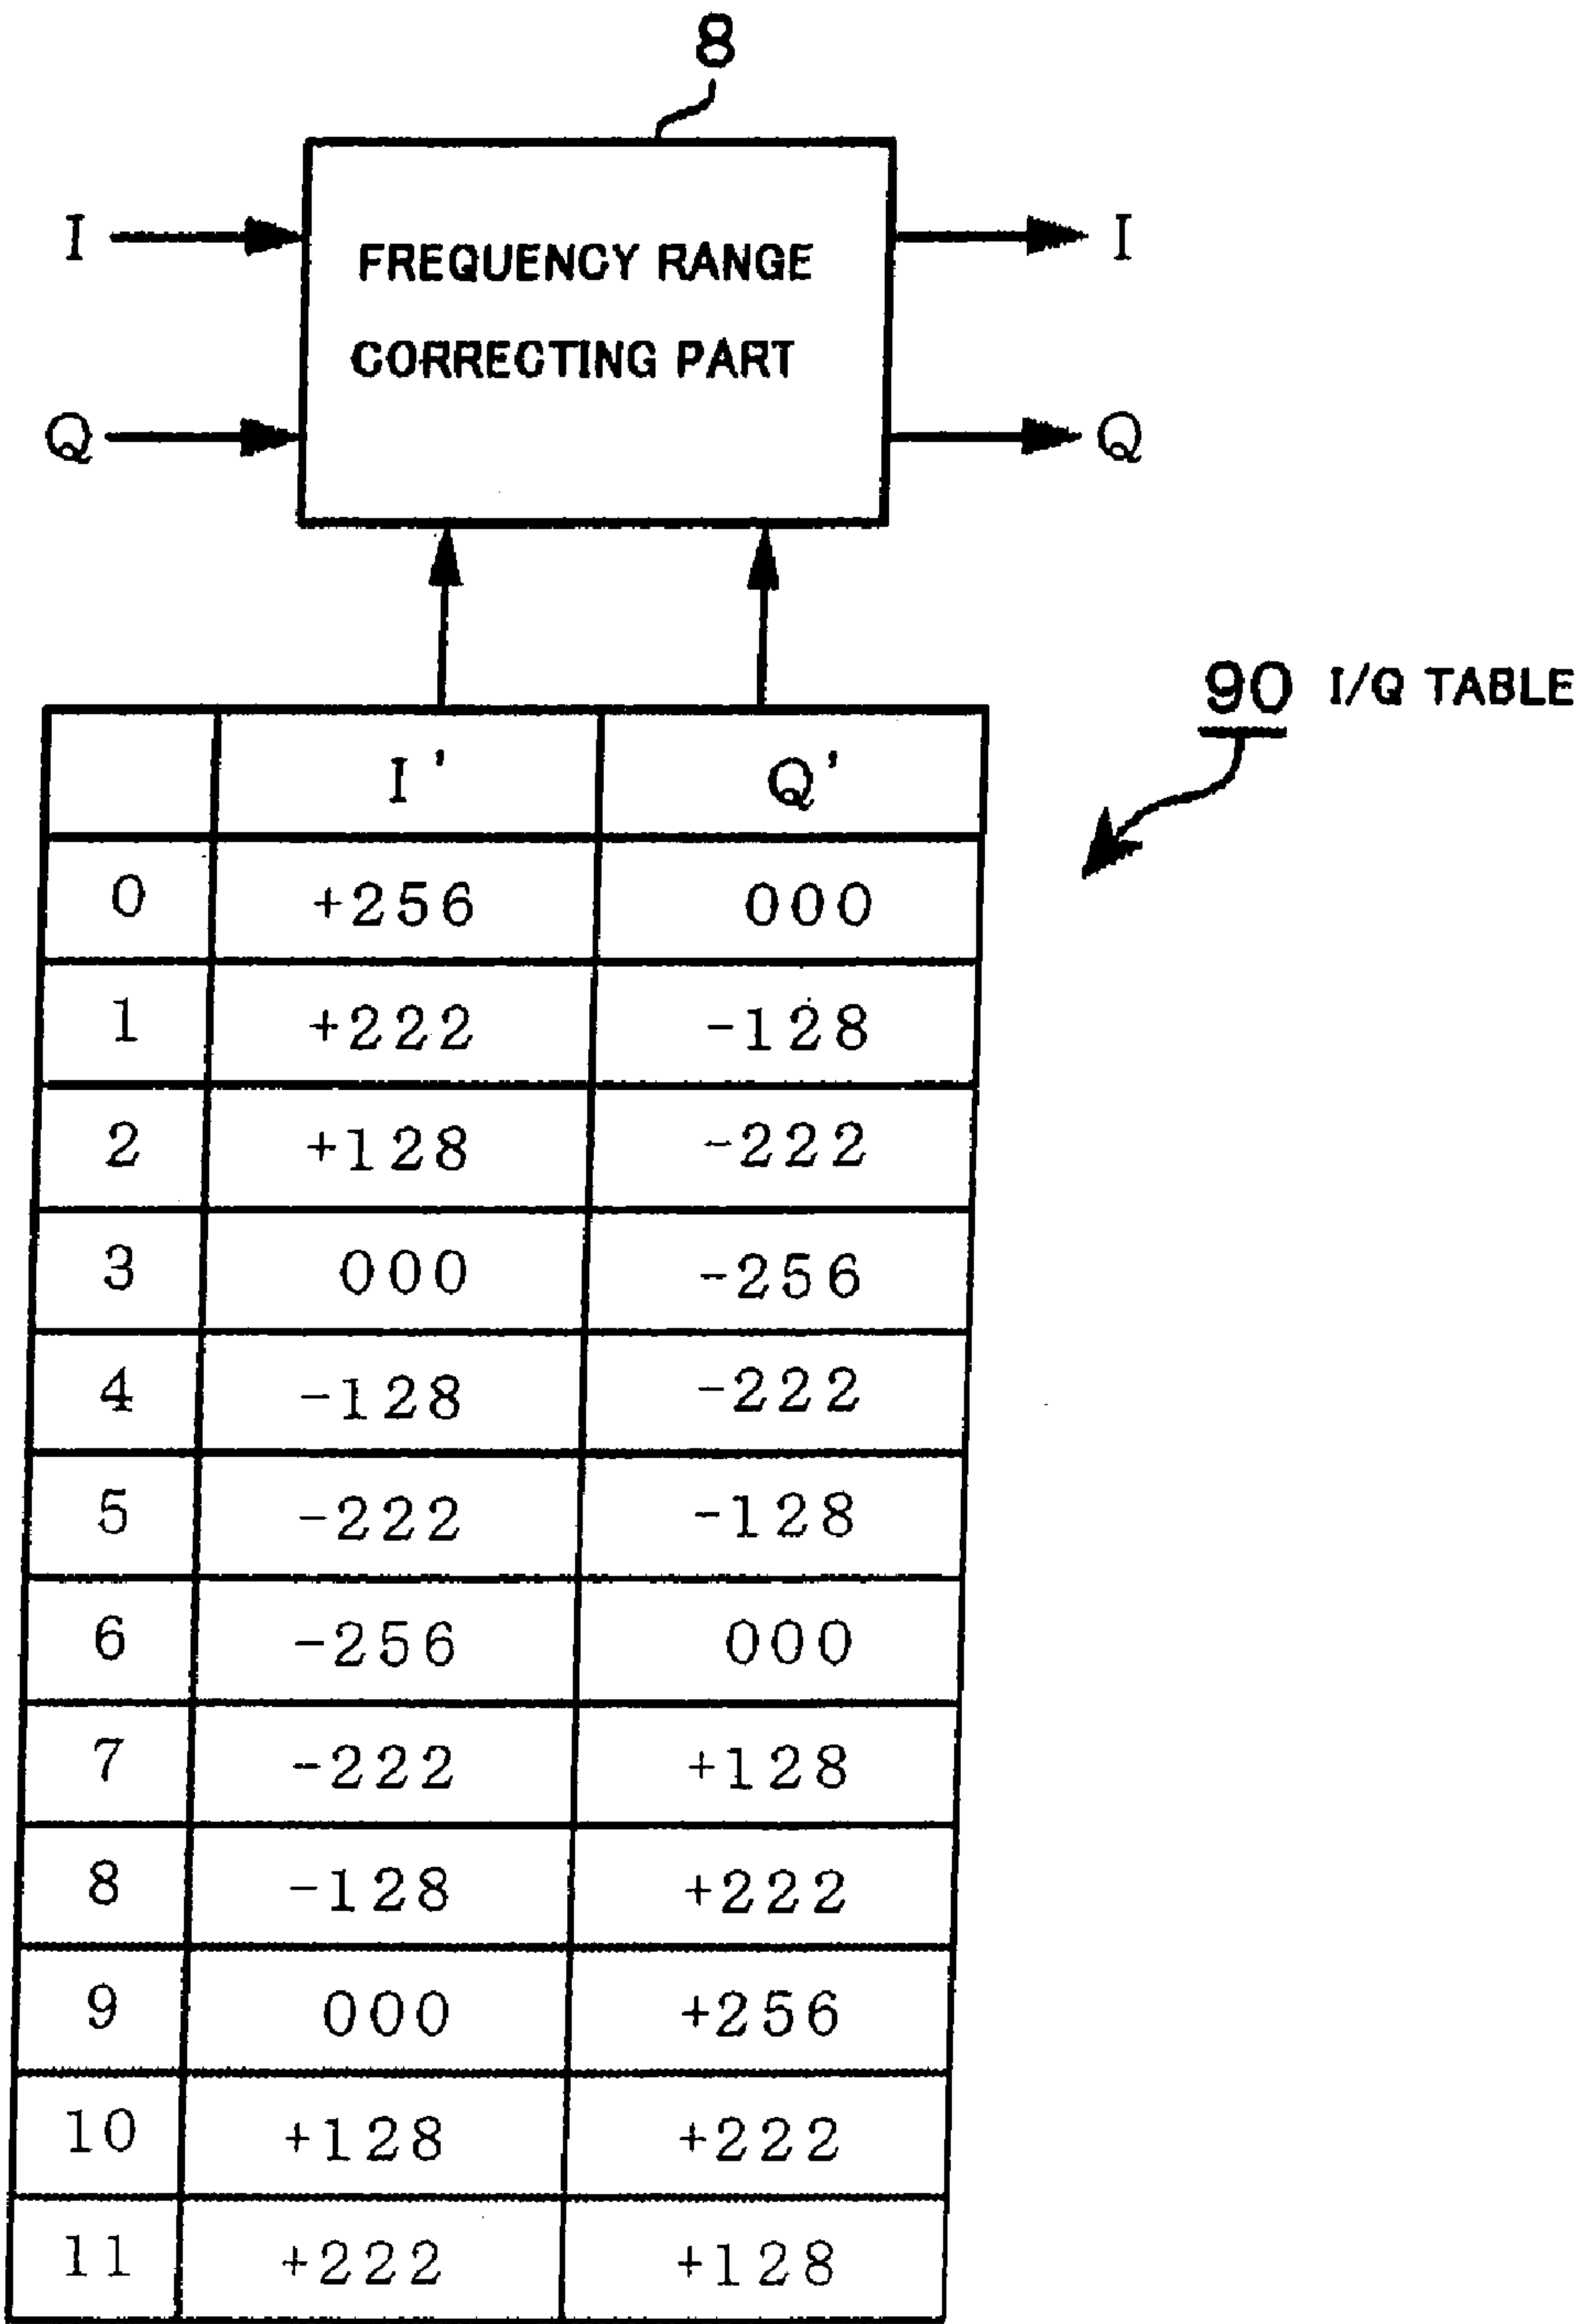 8
I I
FREQUENCY RANGE
CORRECTING PART
Q Q
90 I/Q TABLE
I' Q'
0 +256 000
1 +222 -128
2 +128 -222
3 000 -256
4 -128 -222
5 -222 -128
6 -256 000
7 -222 +128
8 -128 +222
9 000 +256
10 +128 +222
11 +222 +128